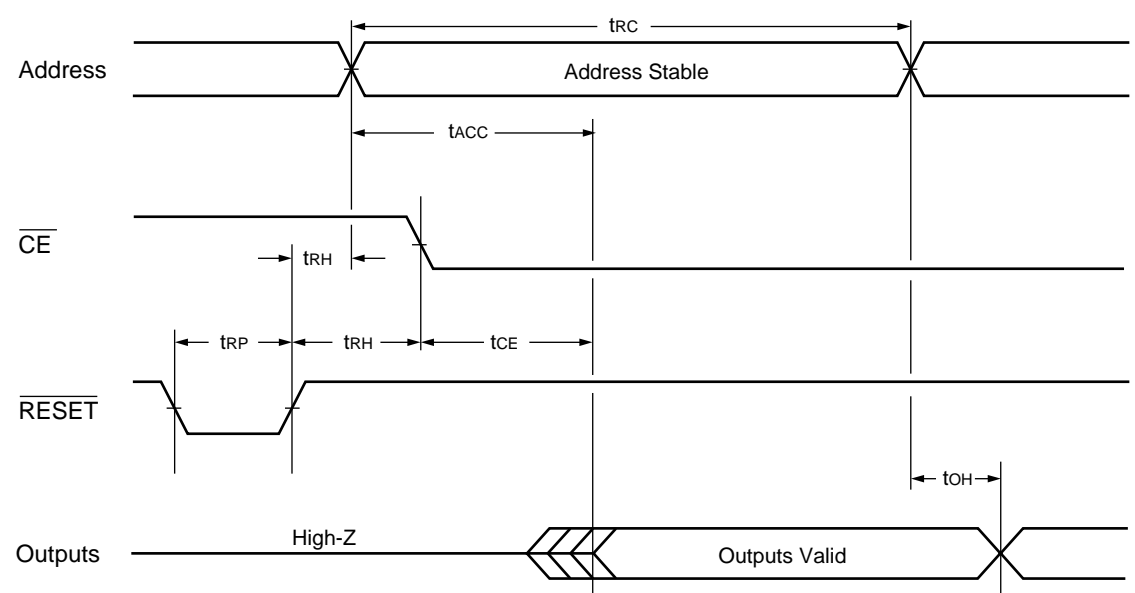 tRC
Address
Address Stable
tACC
CE
tRH
tRP
tRH
tCE
RESET
tOH
High-Z
Outputs
Outputs Valid